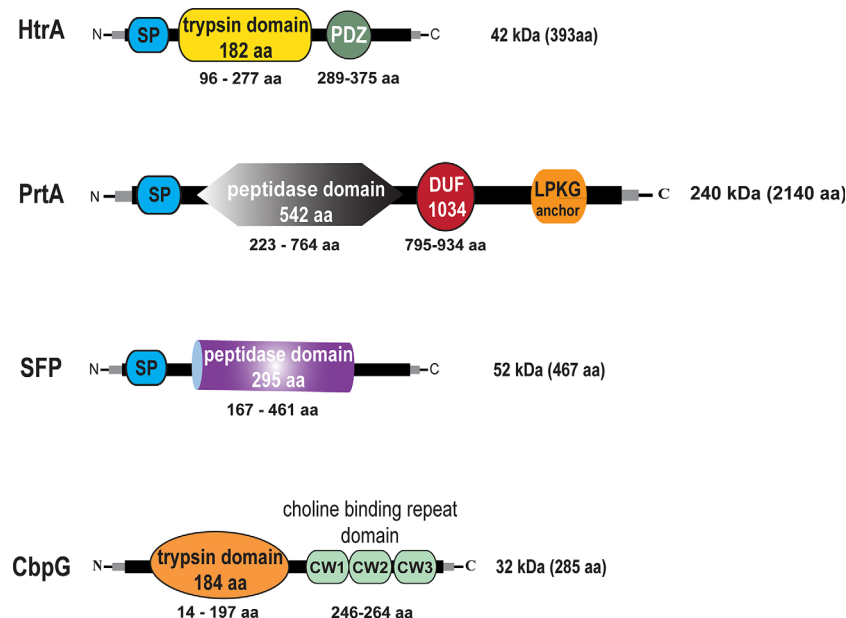 HtrA N SP trypsin domain PDZ C 42 kDa (393aa)
182 aa
96 - 277 aa 289-375 aa
PrtA N SP peptidase domain DUF LPKG C 240 kDa (2140 aa)
542 aa 1034 anchor
223 - 764 aa 795-934 aa
SFP N SP peptidase domain C 52 kDa (467 aa)
295 aa
167 - 461 aa
choline binding repeat
domain
CbpG N trypsin domain CW1 CW2 CW3 C 32 kDa (285 aa)
184 aa
14 - 197 aa 246-264 aa